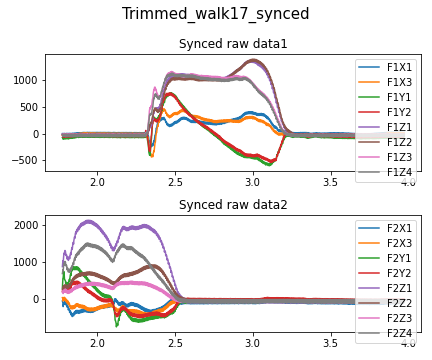 Trimmed_walk17_synced
Synced raw data1
1000
500
0
−500
2.0
2.5
3.0
3.5
4.0
F1X1
F1X3
F1Y1
F1Y2
F1Z1
F1Z2
F1Z3
F1Z4
Synced raw data2
2000
1000
0
2.0
2.5
3.0
3.5
4.0
F2X1
F2X3
F2Y1
F2Y2
F2Z1
F2Z2
F2Z3
F2Z4